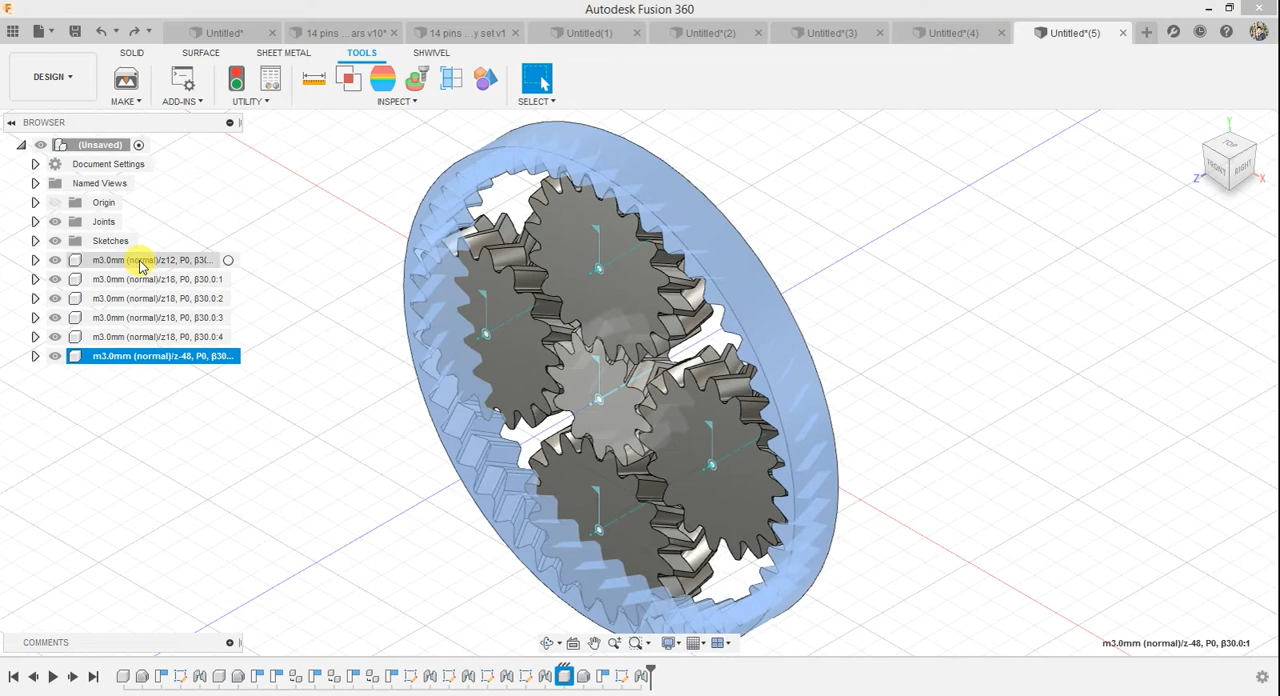 Autodesk Fusion 360
Untitled* 14 pins ...ars v10* 14 pins ...y set v1 Untitled(1) Untitled*(2) Untitled*(3) Untitled*(4) Untitled*(5)
SOLID SURFACE SHEET METAL TOOLS SHWIVEL
DESIGN
MAKE ADD-INS UTILITY INSPECT SELECT
BROWSER
(Unsaved)
Document Settings
Named Views
Origin
Joints
Sketches
m3.0mm (normal)/z12, P0, β3(...
m3.0mm (normal)/z18, P0, β30.0:1
m3.0mm (normal)/z18, P0, β30.0:2
m3.0mm (normal)/z18, P0, β30.0:3
m3.0mm (normal)/z18, P0, β30.0:4
m3.0mm (normal)/z-48, P0, β30...
Y
TOP
FRONT RIGHT
Z X
COMMENTS
m3.0mm (normal)/z-48, P0, β30.0:1